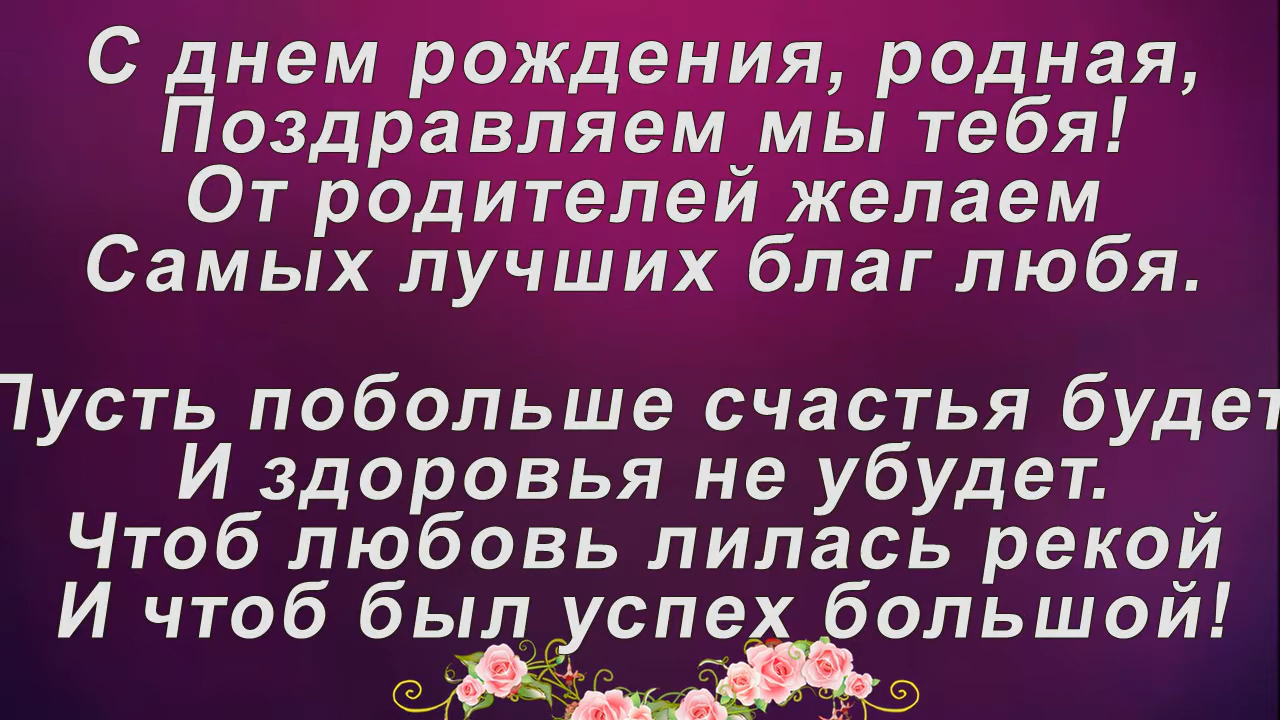 С днем рождения, родная,
Поздравляем мы тебя!
От родителей желаем
Самых лучших благ любя.
Пусть побольше счастья будет
И здоровья не убудет.
Чтоб любовь лилась рекой
И чтоб был успех большой!